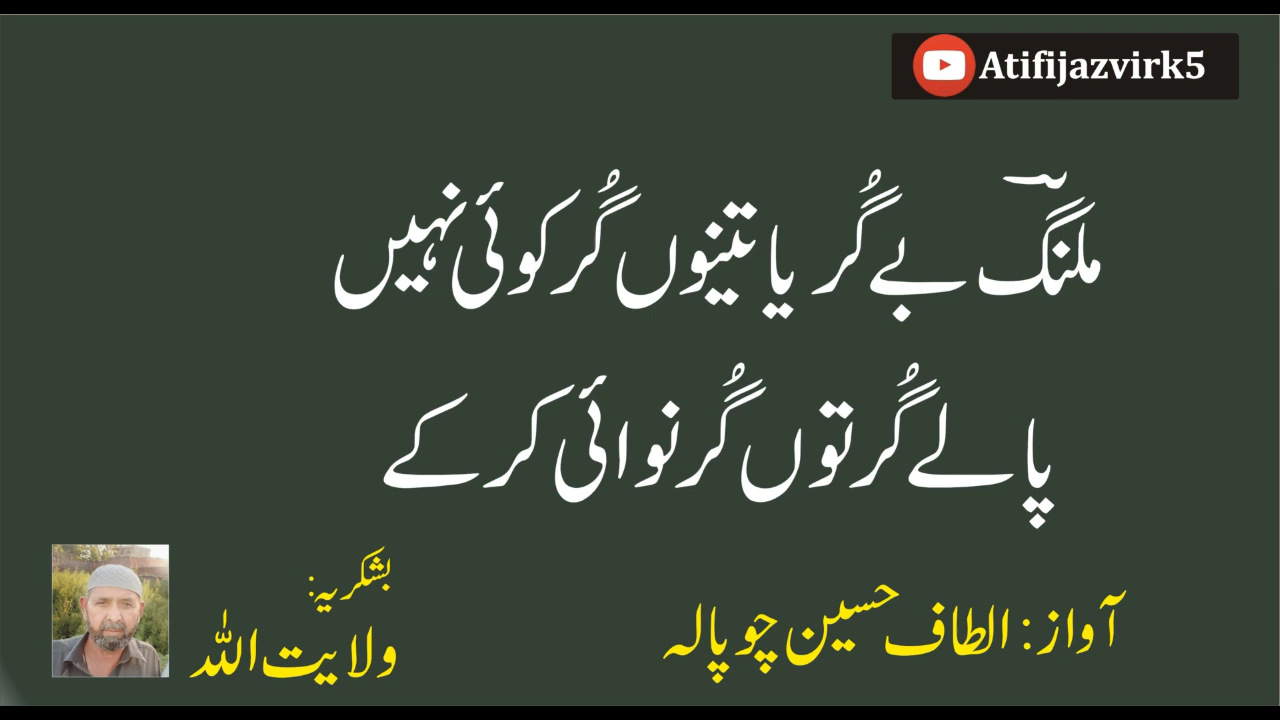 Atifijazvirk5
ملنگؔ بے گُر یا تینوں گُر کوئی نہیں
پا لے گُر توں گُر نوائی کر کے
آواز: الطاف حسین چوپالہ
بشکریہ:
ولایت اللہ